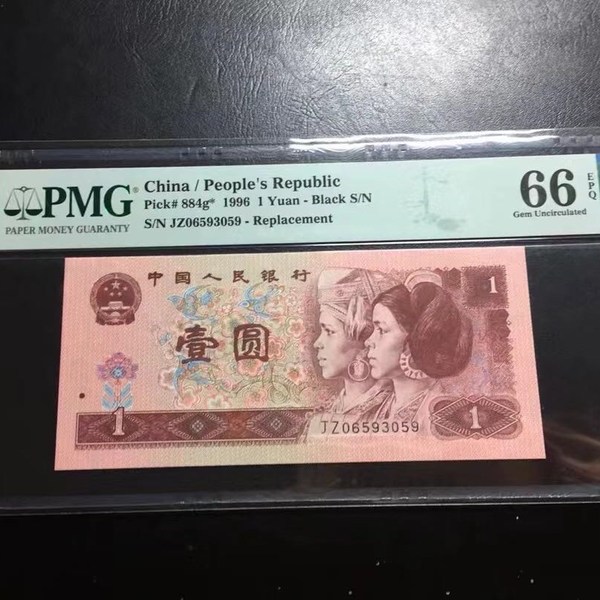 PMG
PAPER MONEY GUARANTY
China / People's Republic
Pick# 884g* 1996 1 Yuan - Black S/N
S/N JZ06593059 - Replacement
66 EPQ
Gem Uncirculated
中国人民银行
1
壹圆
1
JZ06593059
1